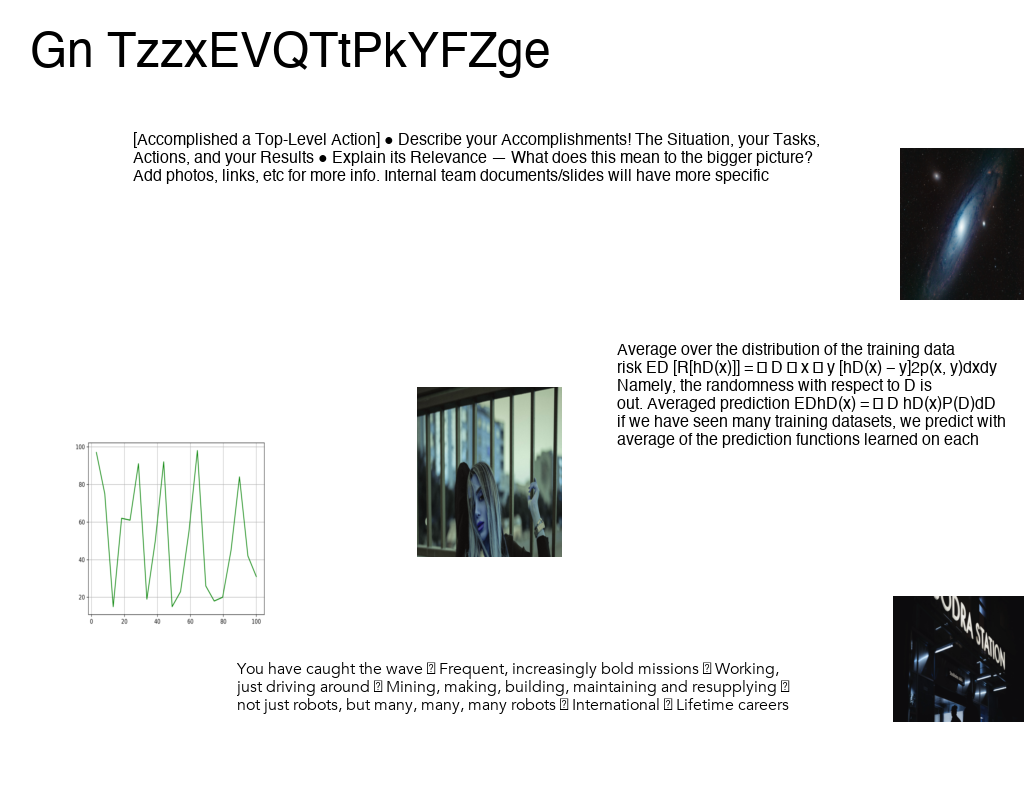 Gn TzzxEVQTtPkYFZge
[Accomplished a Top-Level Action] ● Describe your Accomplishments! The Situation, your Tasks,
Actions, and your Results ● Explain its Relevance — What does this mean to the bigger picture?
Add photos, links, etc for more info. Internal team documents/slides will have more specific
Average over the distribution of the training data
risk ED [R[hD(x)]] = □ D □ x □ y [hD(x) – y]2p(x, y)dxdy
Namely, the randomness with respect to D is
out. Averaged prediction EDhD(x) = □ D hD(x)P(D)dD
if we have seen many training datasets, we predict with
average of the prediction functions learned on each
100
80
60
40
20
0 20 40 60 80 100
STATION
You have caught the wave ⍰ Frequent, increasingly bold missions ⍰ Working,
just driving around ⍰ Mining, making, building, maintaining and resupplying ⍰
not just robots, but many, many, many robots ⍰ International ⍰ Lifetime careers